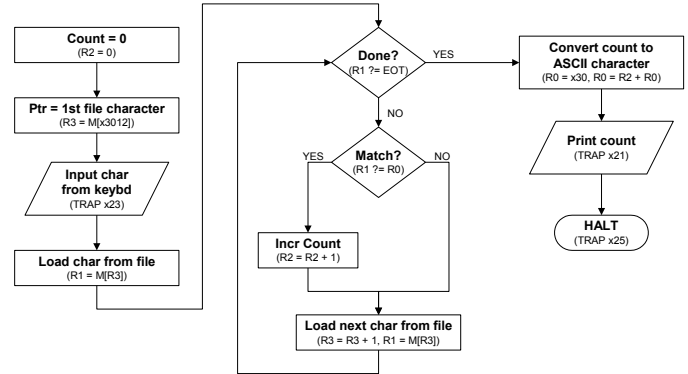 Count = 0
(R2 = 0)
Ptr = 1st file character
(R3 = M[x3012])
Input char
from keybd
(TRAP x23)
Load char from file
(R1 = M[R3])
Done?
(R1 ?= EOT)
YES
NO
Match?
(R1 ?= R0)
YES
NO
Incr Count
(R2 = R2 + 1)
Load next char from file
(R3 = R3 + 1, R1 = M[R3])
Convert count to
ASCII character
(R0 = x30, R0 = R2 + R0)
Print count
(TRAP x21)
HALT
(TRAP x25)